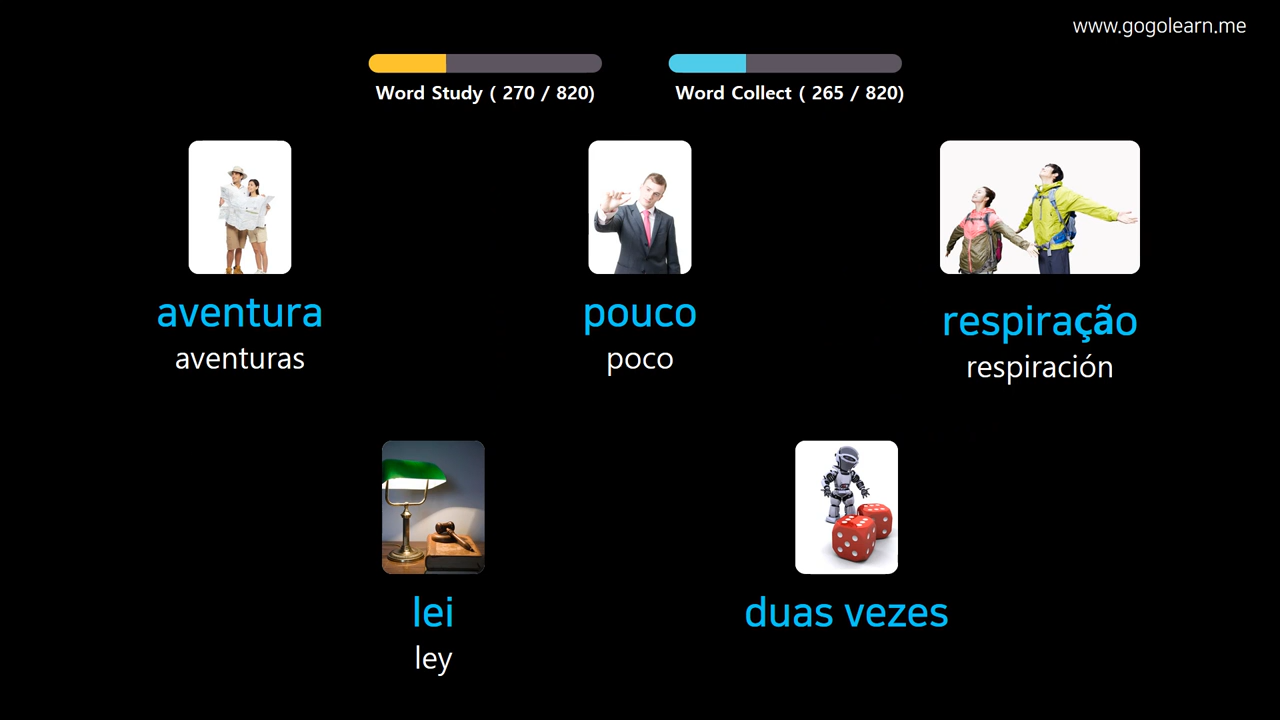 www.gogolearn.me
Word Study ( 270 / 820)
Word Collect ( 265 / 820)
aventura
aventuras
pouco
poco
respiração
respiración
lei
ley
duas vezes